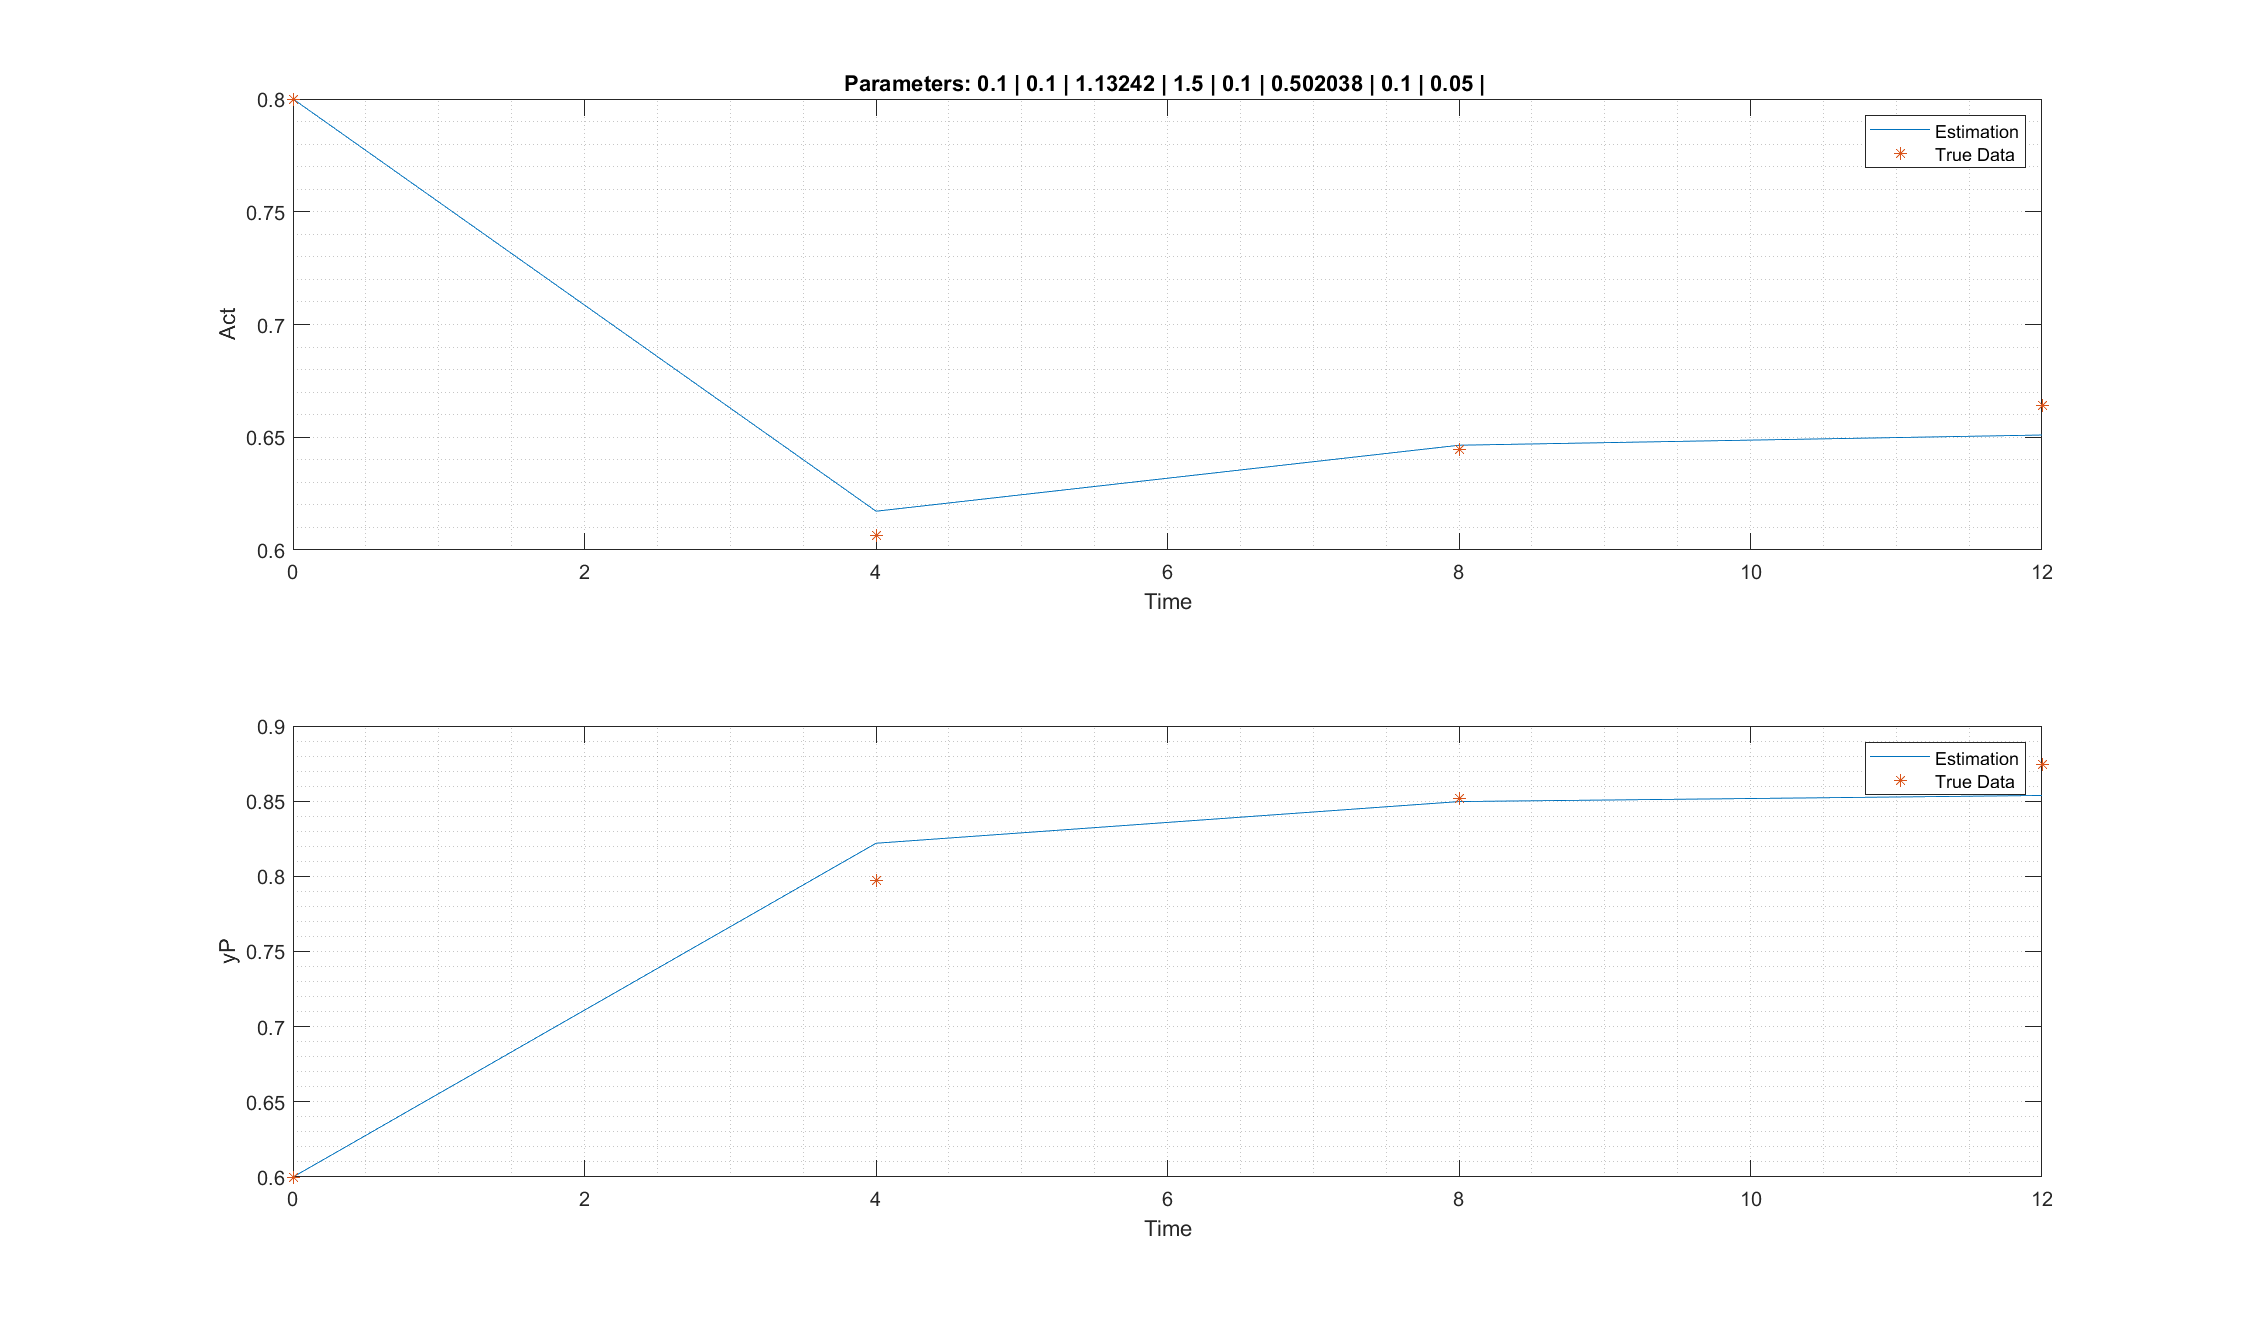 Parameters: 0.1 | 0.1 | 1.13242 | 1.5 | 0.1 | 0.502038 | 0.1 | 0.05 |
0.8
0.75
0.7
0.65
0.6
Act
Estimation
True Data
0 2 4 6 8 10 12
Time
0.9
0.85
0.8
0.75
0.7
0.65
0.6
yP
Estimation
True Data
0 2 4 6 8 10 12
Time